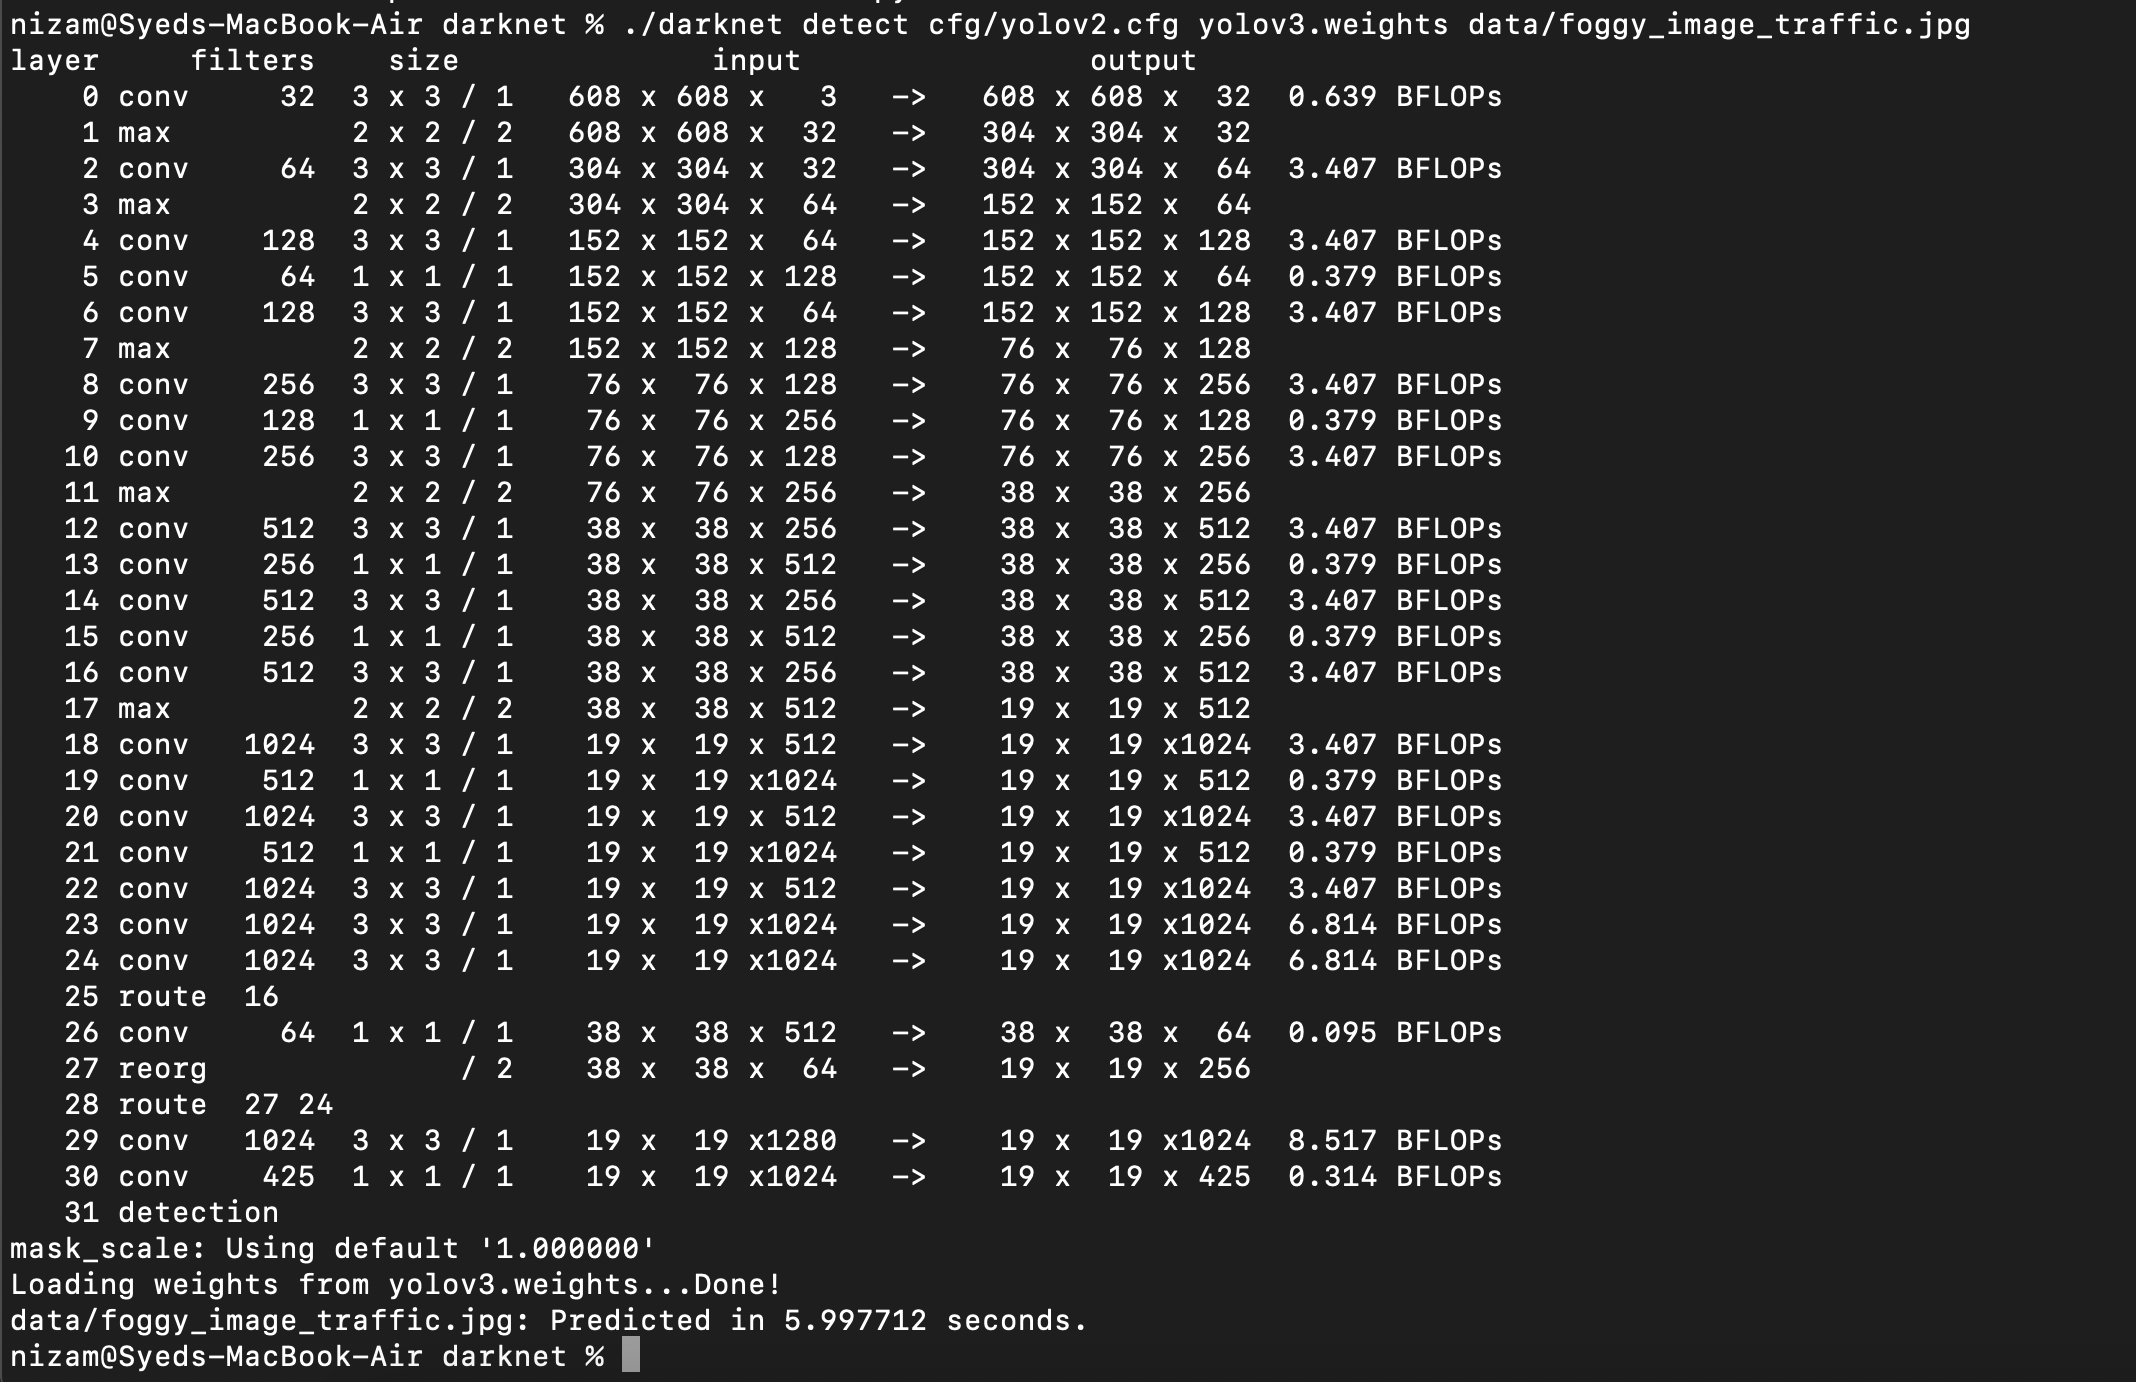 nizam@Syeds-MacBook-Air darknet % ./darknet detect cfg/yolov2.cfg yolov3.weights data/foggy_image_traffic.jpg
layer     filters    size              input                output
    0 conv     32  3 x 3 / 1   608 x 608 x   3   ->   608 x 608 x  32  0.639 BFLOPs
    1 max          2 x 2 / 2   608 x 608 x  32   ->   304 x 304 x  32
    2 conv     64  3 x 3 / 1   304 x 304 x  32   ->   304 x 304 x  64  3.407 BFLOPs
    3 max          2 x 2 / 2   304 x 304 x  64   ->   152 x 152 x  64
    4 conv    128  3 x 3 / 1   152 x 152 x  64   ->   152 x 152 x 128  3.407 BFLOPs
    5 conv     64  1 x 1 / 1   152 x 152 x 128   ->   152 x 152 x  64  0.379 BFLOPs
    6 conv    128  3 x 3 / 1   152 x 152 x  64   ->   152 x 152 x 128  3.407 BFLOPs
    7 max          2 x 2 / 2   152 x 152 x 128   ->    76 x  76 x 128
    8 conv    256  3 x 3 / 1    76 x  76 x 128   ->    76 x  76 x 256  3.407 BFLOPs
    9 conv    128  1 x 1 / 1    76 x  76 x 256   ->    76 x  76 x 128  0.379 BFLOPs
   10 conv    256  3 x 3 / 1    76 x  76 x 128   ->    76 x  76 x 256  3.407 BFLOPs
   11 max          2 x 2 / 2    76 x  76 x 256   ->    38 x  38 x 256
   12 conv    512  3 x 3 / 1    38 x  38 x 256   ->    38 x  38 x 512  3.407 BFLOPs
   13 conv    256  1 x 1 / 1    38 x  38 x 512   ->    38 x  38 x 256  0.379 BFLOPs
   14 conv    512  3 x 3 / 1    38 x  38 x 256   ->    38 x  38 x 512  3.407 BFLOPs
   15 conv    256  1 x 1 / 1    38 x  38 x 512   ->    38 x  38 x 256  0.379 BFLOPs
   16 conv    512  3 x 3 / 1    38 x  38 x 256   ->    38 x  38 x 512  3.407 BFLOPs
   17 max          2 x 2 / 2    38 x  38 x 512   ->    19 x  19 x 512
   18 conv   1024  3 x 3 / 1    19 x  19 x 512   ->    19 x  19 x1024  3.407 BFLOPs
   19 conv    512  1 x 1 / 1    19 x  19 x1024   ->    19 x  19 x 512  0.379 BFLOPs
   20 conv   1024  3 x 3 / 1    19 x  19 x 512   ->    19 x  19 x1024  3.407 BFLOPs
   21 conv    512  1 x 1 / 1    19 x  19 x1024   ->    19 x  19 x 512  0.379 BFLOPs
   22 conv   1024  3 x 3 / 1    19 x  19 x 512   ->    19 x  19 x1024  3.407 BFLOPs
   23 conv   1024  3 x 3 / 1    19 x  19 x1024   ->    19 x  19 x1024  6.814 BFLOPs
   24 conv   1024  3 x 3 / 1    19 x  19 x1024   ->    19 x  19 x1024  6.814 BFLOPs
   25 route  16
   26 conv     64  1 x 1 / 1    38 x  38 x 512   ->    38 x  38 x  64  0.095 BFLOPs
   27 reorg              / 2    38 x  38 x  64   ->    19 x  19 x 256
   28 route  27 24
   29 conv   1024  3 x 3 / 1    19 x  19 x1280   ->    19 x  19 x1024  8.517 BFLOPs
   30 conv    425  1 x 1 / 1    19 x  19 x1024   ->    19 x  19 x 425  0.314 BFLOPs
   31 detection
mask_scale: Using default '1.000000'
Loading weights from yolov3.weights...Done!
data/foggy_image_traffic.jpg: Predicted in 5.997712 seconds.
nizam@Syeds-MacBook-Air darknet %